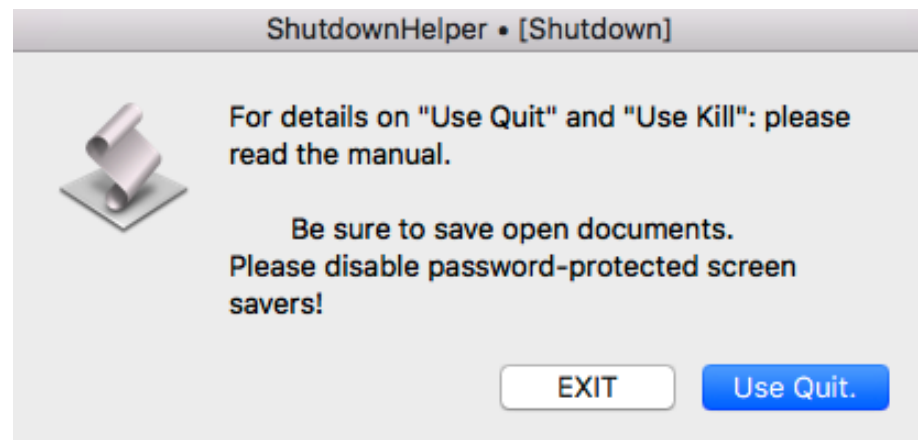 ShutdownHelper • [Shutdown]
For details on "Use Quit" and "Use Kill": please
read the manual.
Be sure to save open documents.
Please disable password-protected screen
savers!
EXIT
Use Quit.